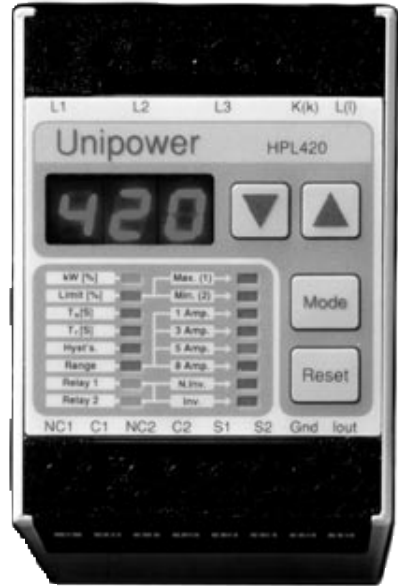 L1 L2 L3 K(k) L(l)
Unipower HPL420
420
kW [%] Max. (1)
Limit [%] Min. (2)
[S] 1 Amp.
[S] 3 Amp.
Hyst's. 5 Amp.
Range 8 Amp.
Relay 1 N.Inv.
Relay 2 Inv.
Mode
Reset
NC1 C1 NC2 C2 S1 S2 Gnd Iout